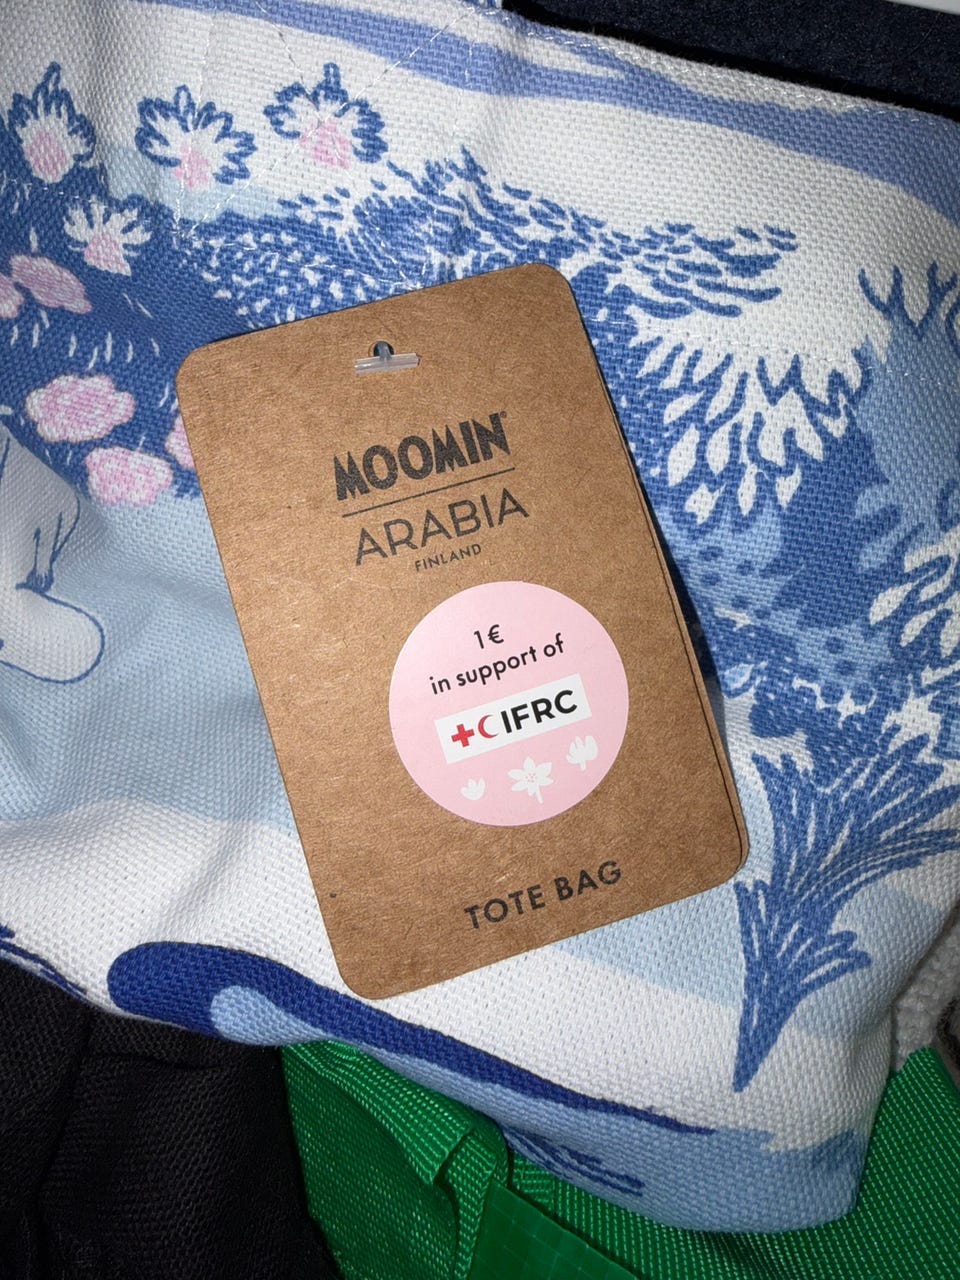 MOOMIN®
ARABIA
FINLAND
1€
in support of
IFRC
TOTE BAG